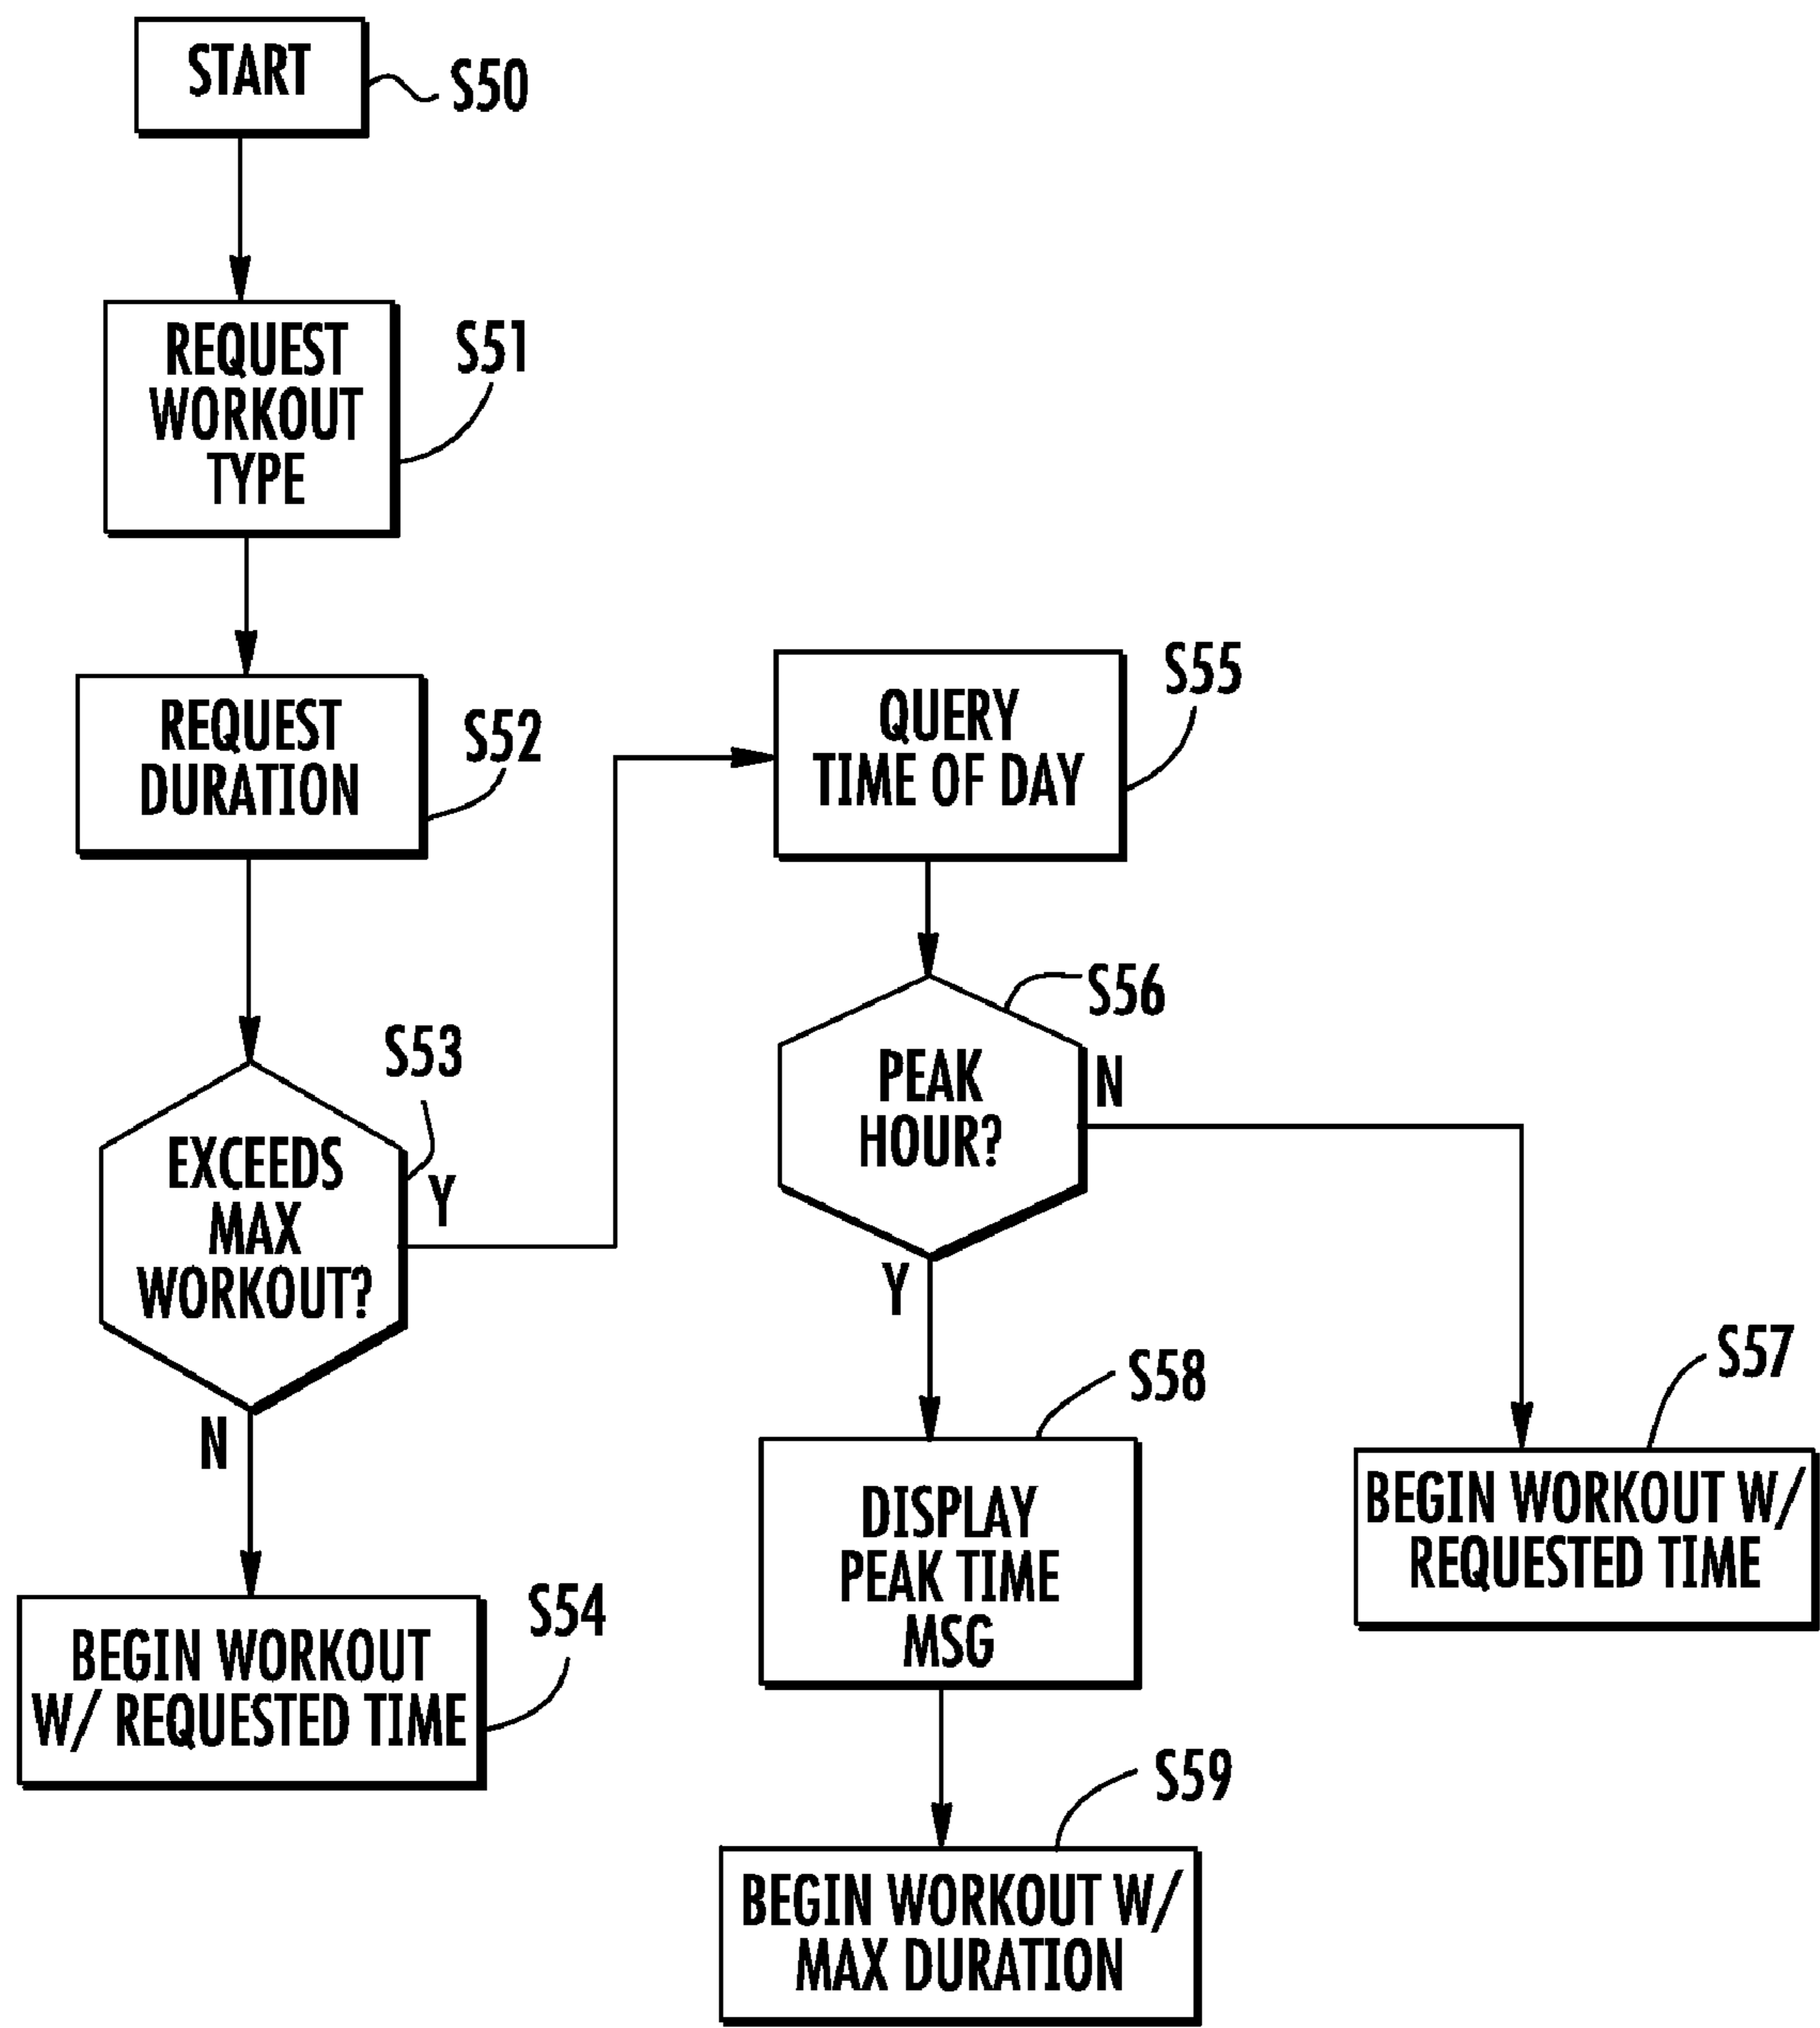 START
S50
REQUEST
WORKOUT
TYPE
S51
REQUEST
DURATION
S52
EXCEEDS
MAX
WORKOUT?
S53
Y
N
BEGIN WORKOUT
W/ REQUESTED TIME
S54
QUERY
TIME OF DAY
S55
PEAK
HOUR?
S56
N
Y
BEGIN WORKOUT W/
REQUESTED TIME
S57
DISPLAY
PEAK TIME
MSG
S58
BEGIN WORKOUT W/
MAX DURATION
S59